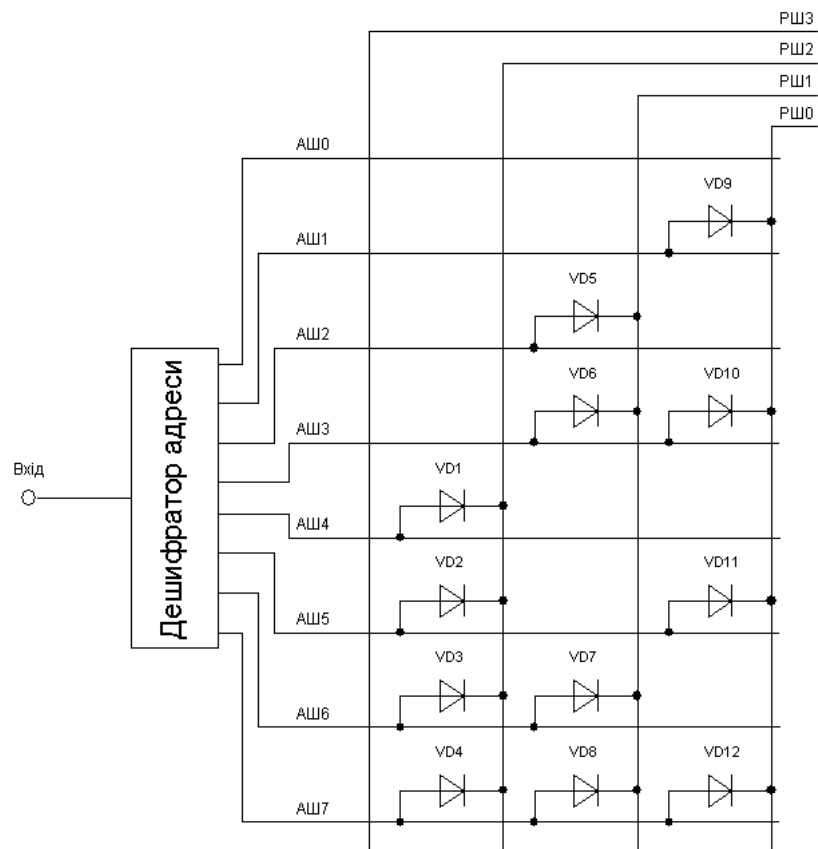 РШ3
РШ2
РШ1
РШ0
АШ0
VD9
АШ1
VD5
АШ2
VD6 VD10
АШ3
Вхід
Дешифратор адреси
VD1
АШ4
VD2 VD11
АШ5
VD3 VD7
АШ6
VD4 VD8 VD12
АШ7